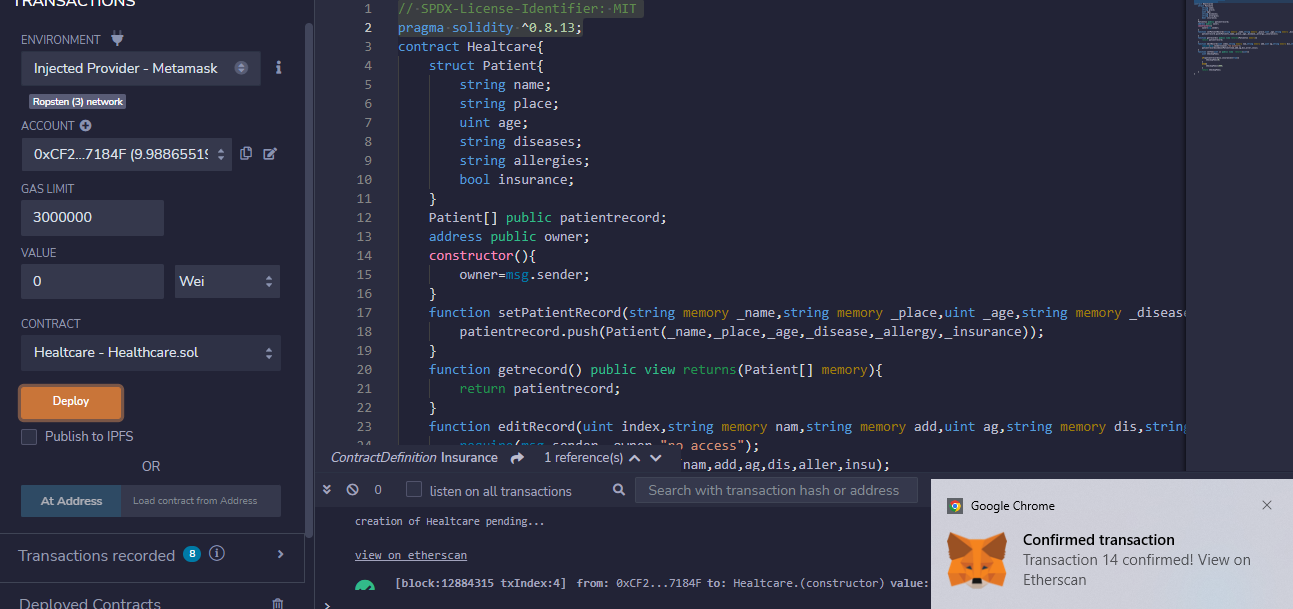 TRANSACTIONS
ENVIRONMENT
Injected Provider - Metamask
Ropsten (3) network
ACCOUNT
0xCF2...7184F (9.98865519
GAS LIMIT
3000000
VALUE
0
Wei
CONTRACT
Healtcare - Healthcare.sol
Deploy
Publish to IPFS
OR
At Address
Load contract from Address
Transactions recorded 8
Deployed Contracts
1 // SPDX-License-Identifier: MIT
2 pragma solidity ^0.8.13;
3 contract Healtcare{
4 struct Patient{
5 string name;
6 string place;
7 uint age;
8 string diseases;
9 string allergies;
10 bool insurance;
11 }
12 Patient[] public patientrecord;
13 address public owner;
14 constructor(){
15 owner=msg.sender;
16 }
17 function setPatientRecord(string memory _name,string memory _place,uint _age,string memory _disease
18 patientrecord.push(Patient(_name,_place,_age,_disease,_allergy,_insurance));
19 }
20 function getrecord() public view returns(Patient[] memory){
21 return patientrecord;
22 }
23 function editRecord(uint index,string memory nam,string memory add,uint ag,string memory dis,string
24 require(msg.sender owner "no access");
nam,add,ag,dis,aller,insu);
ContractDefinition Insurance 1 reference(s)
0
listen on all transactions
Search with transaction hash or address
creation of Healtcare pending...
view on etherscan
[block:12884315 txIndex:4] from: 0xCF2...7184F to: Healtcare.(constructor) value:
>
Google Chrome
Confirmed transaction
Transaction 14 confirmed! View on
Etherscan